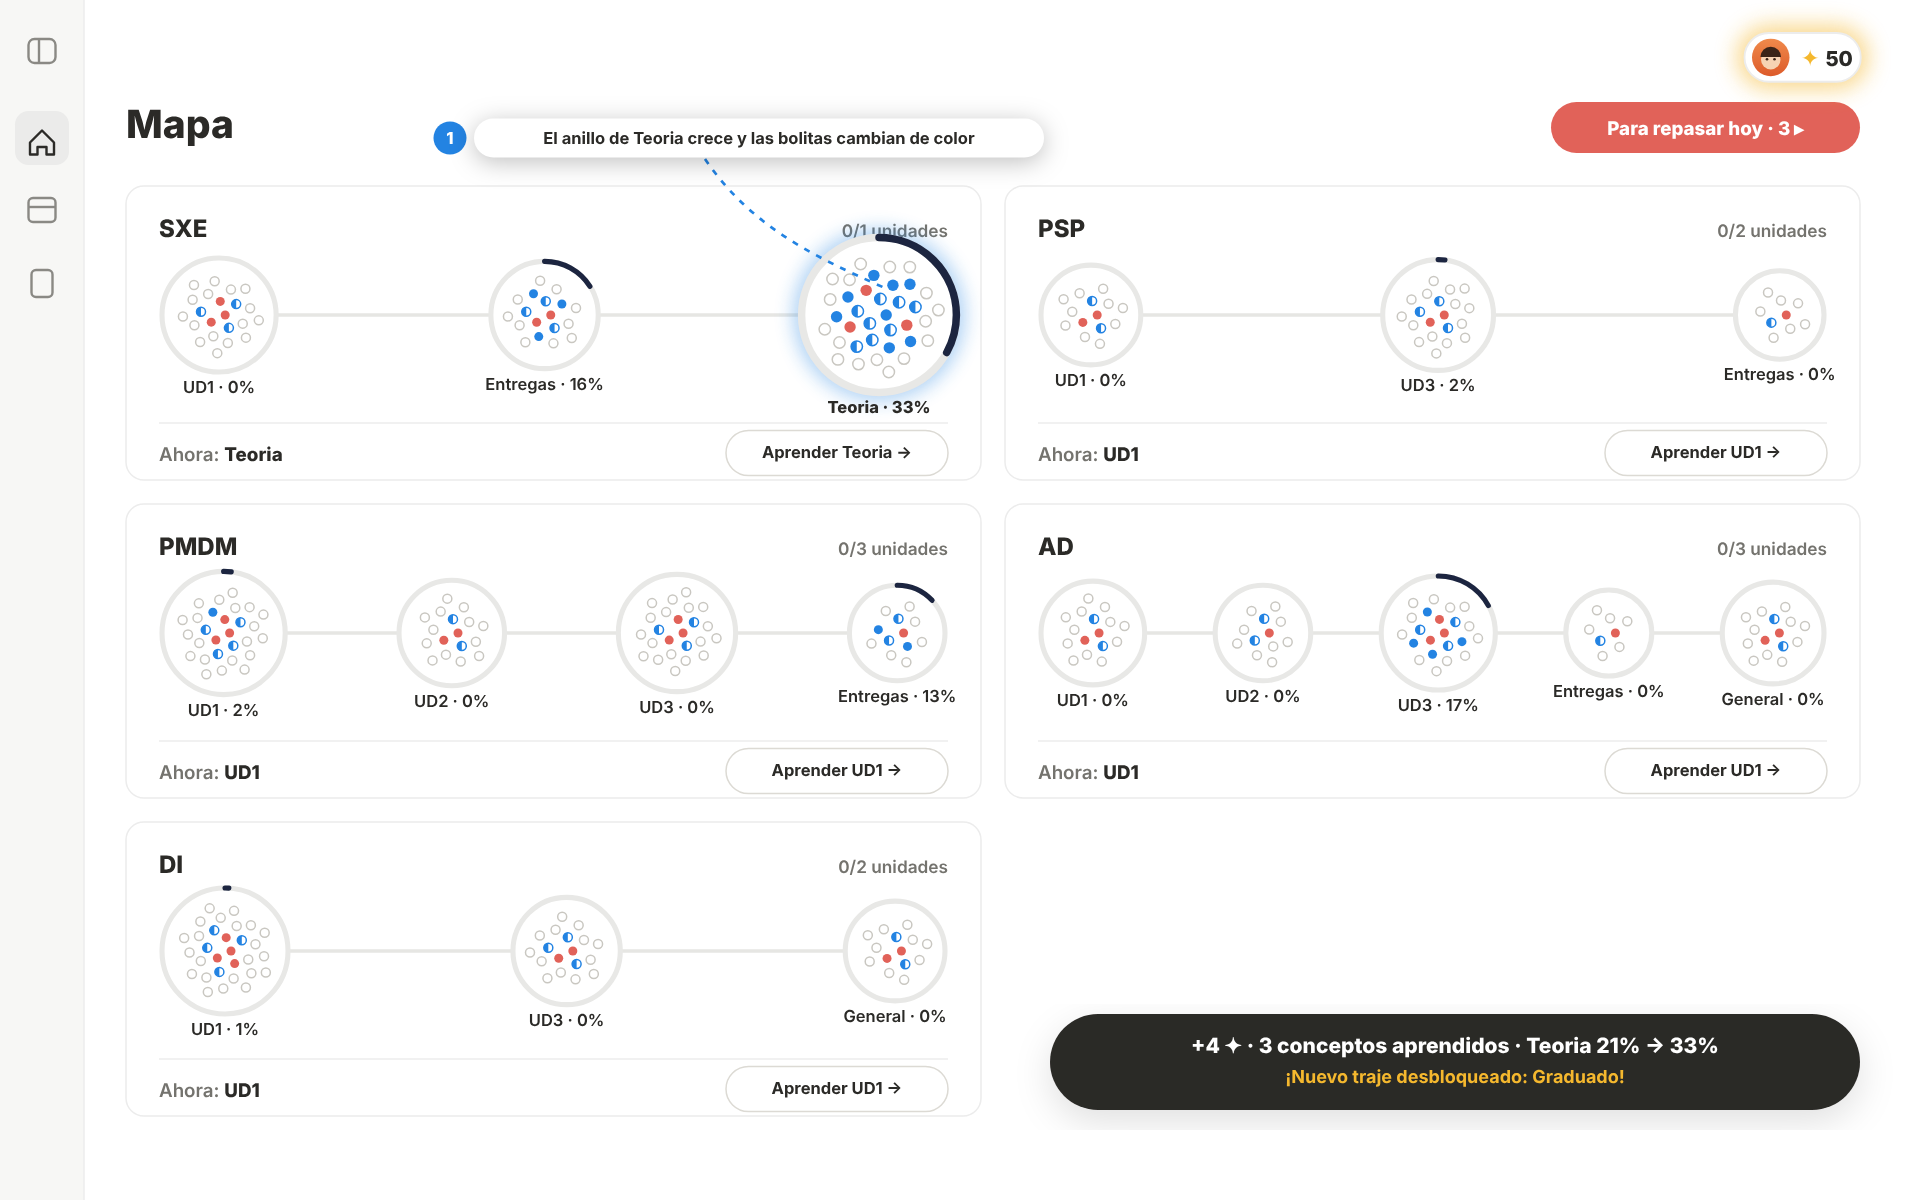 ✦ 50
Mapa
1
El anillo de Teoria crece y las bolitas cambian de color
Para repasar hoy · 3 ▸
SXE
0/1 unidades
UD1 · 0%
Entregas · 16%
Teoria · 33%
Ahora: Teoria
Aprender Teoria →
PSP
0/2 unidades
UD1 · 0%
UD3 · 2%
Entregas · 0%
Ahora: UD1
Aprender UD1 →
PMDM
0/3 unidades
UD1 · 2%
UD2 · 0%
UD3 · 0%
Entregas · 13%
Ahora: UD1
Aprender UD1 →
AD
0/3 unidades
UD1 · 0%
UD2 · 0%
UD3 · 17%
Entregas · 0%
General · 0%
Ahora: UD1
Aprender UD1 →
DI
0/2 unidades
UD1 · 1%
UD3 · 0%
General · 0%
Ahora: UD1
Aprender UD1 →
+4 ✦ · 3 conceptos aprendidos · Teoria 21% → 33%
¡Nuevo traje desbloqueado: Graduado!